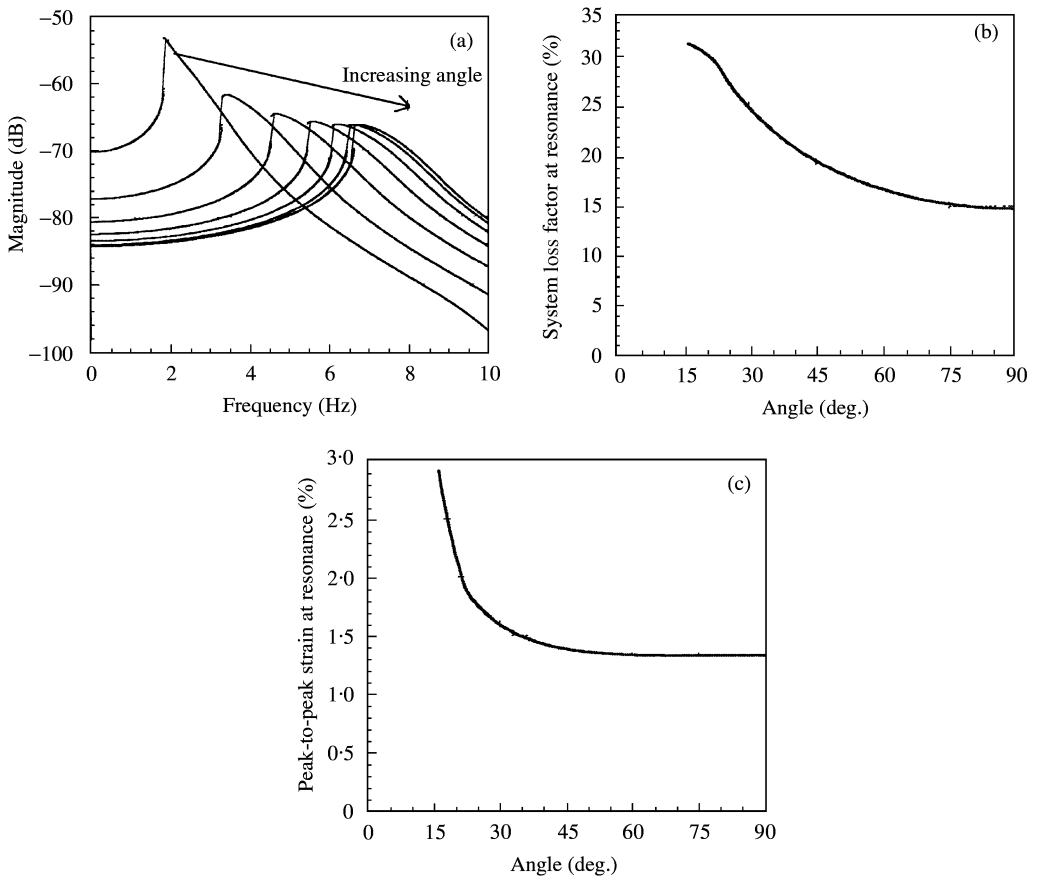 (a)
Increasing angle
Magnitude (dB)
–50
–60
–70
–80
–90
–100
0 2 4 6 8 10
Frequency (Hz)
(b)
System loss factor at resonance (%)
35
30
25
20
15
10
5
0
0 15 30 45 60 75 90
Angle (deg.)
(c)
Peak-to-peak strain at resonance (%)
3·0
2·5
2·0
1·5
1·0
0·5
0
0 15 30 45 60 75 90
Angle (deg.)